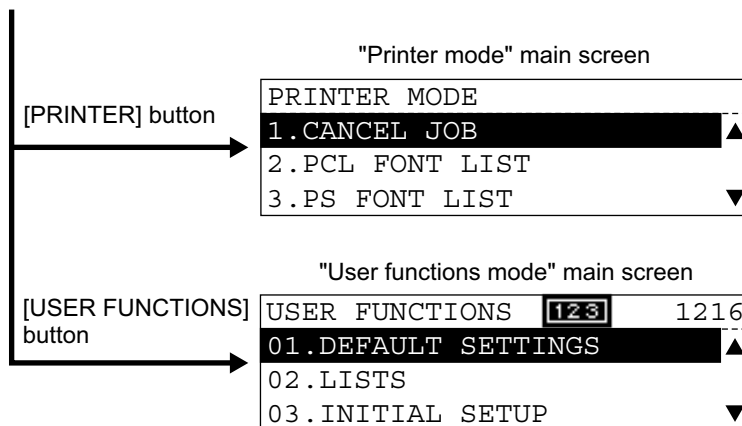 "Printer mode" main screen
[PRINTER] button
PRINTER MODE
1.CANCEL JOB
2.PCL FONT LIST
3.PS FONT LIST
"User functions mode" main screen
[USER FUNCTIONS]
button
USER FUNCTIONS 123 1216
01.DEFAULT SETTINGS
02.LISTS
03.INITIAL SETUP